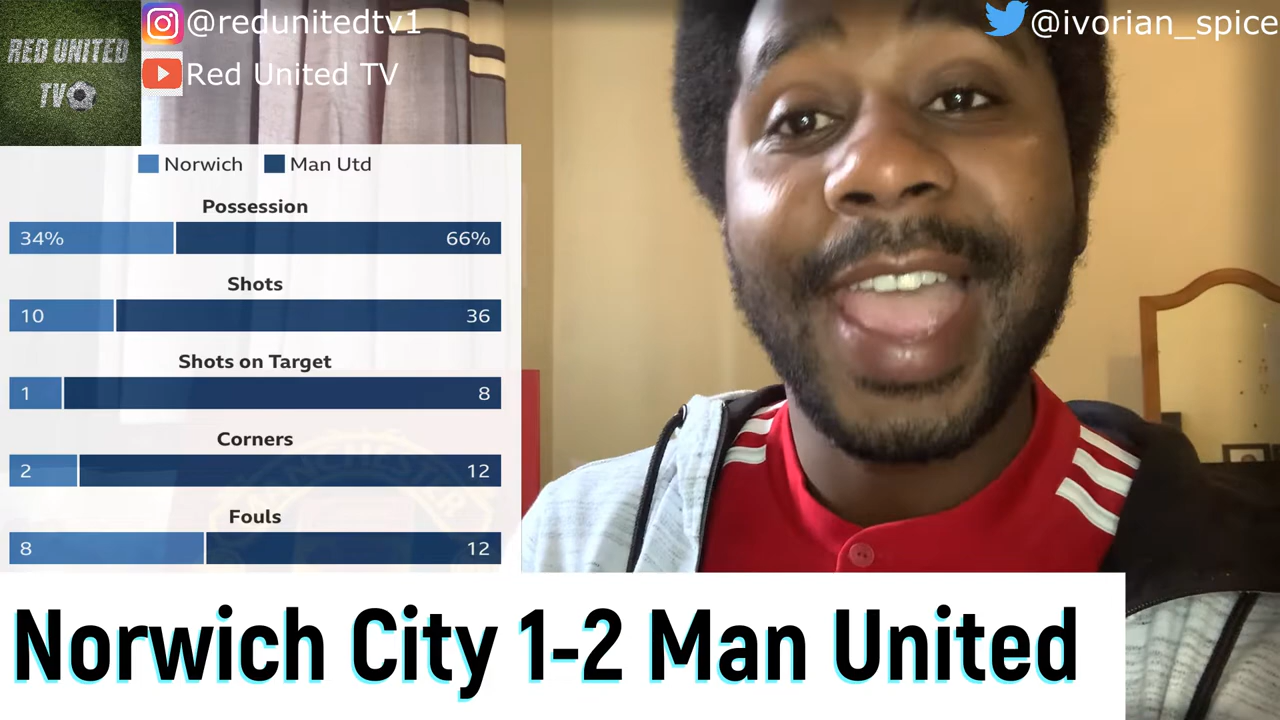 RED UNITED
TV
@redunitedtv1
Red United TV
@ivorian_spice
Norwich Man Utd
Possession
34% 66%
Shots
10 36
Shots on Target
1 8
Corners
2 12
Fouls
8 12
Norwich City 1-2 Man United